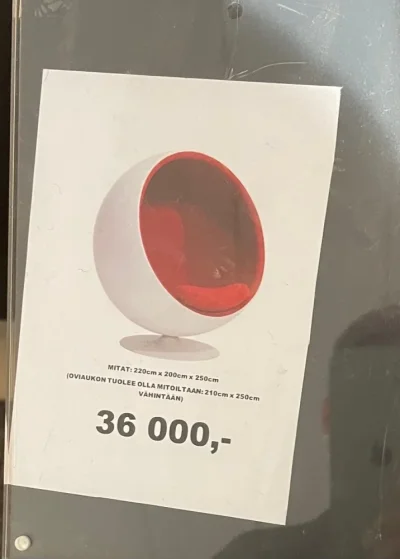 MITAT: 220cm x 200cm x 250cm
(OVIAUKON TUOLEE OLLA MITOILTAAN: 210cm x 250cm
VÄHINTÄÄN)
36 000,-